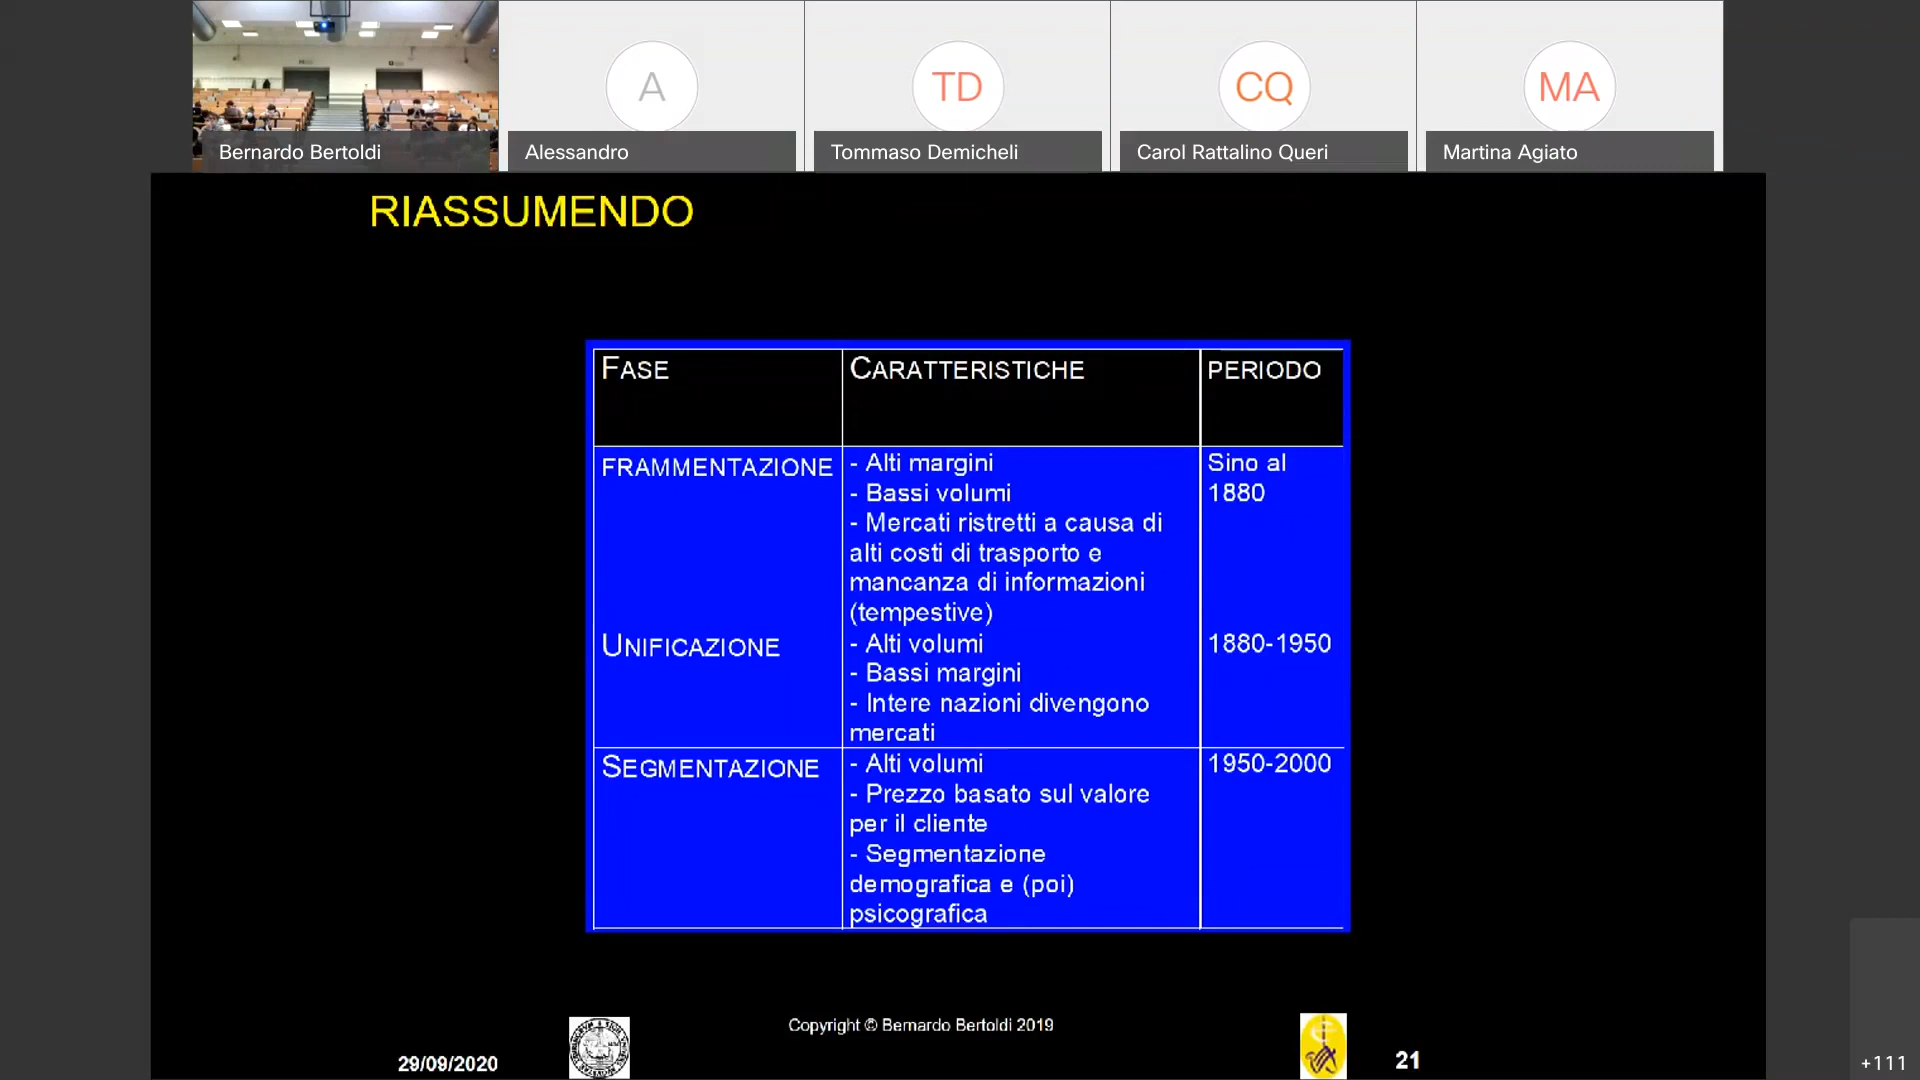 A
TD
CQ
MA
Bernardo Bertoldi
Alessandro
Tommaso Demicheli
Carol Rattalino Queri
Martina Agiato
RIASSUMENDO
FASE
CARATTERISTICHE
PERIODO
FRAMMENTAZIONE
- Alti margini
- Bassi volumi
- Mercati ristretti a causa di
alti costi di trasporto e
mancanza di informazioni
(tempestive)
Sino al
1880
UNIFICAZIONE
- Alti volumi
- Bassi margini
- Intere nazioni divengono
mercati
1880-1950
SEGMENTAZIONE
- Alti volumi
- Prezzo basato sul valore
per il cliente
- Segmentazione
demografica e (poi)
psicografica
1950-2000
29/09/2020
Copyright © Bernardo Bertoldi 2019
21
+111